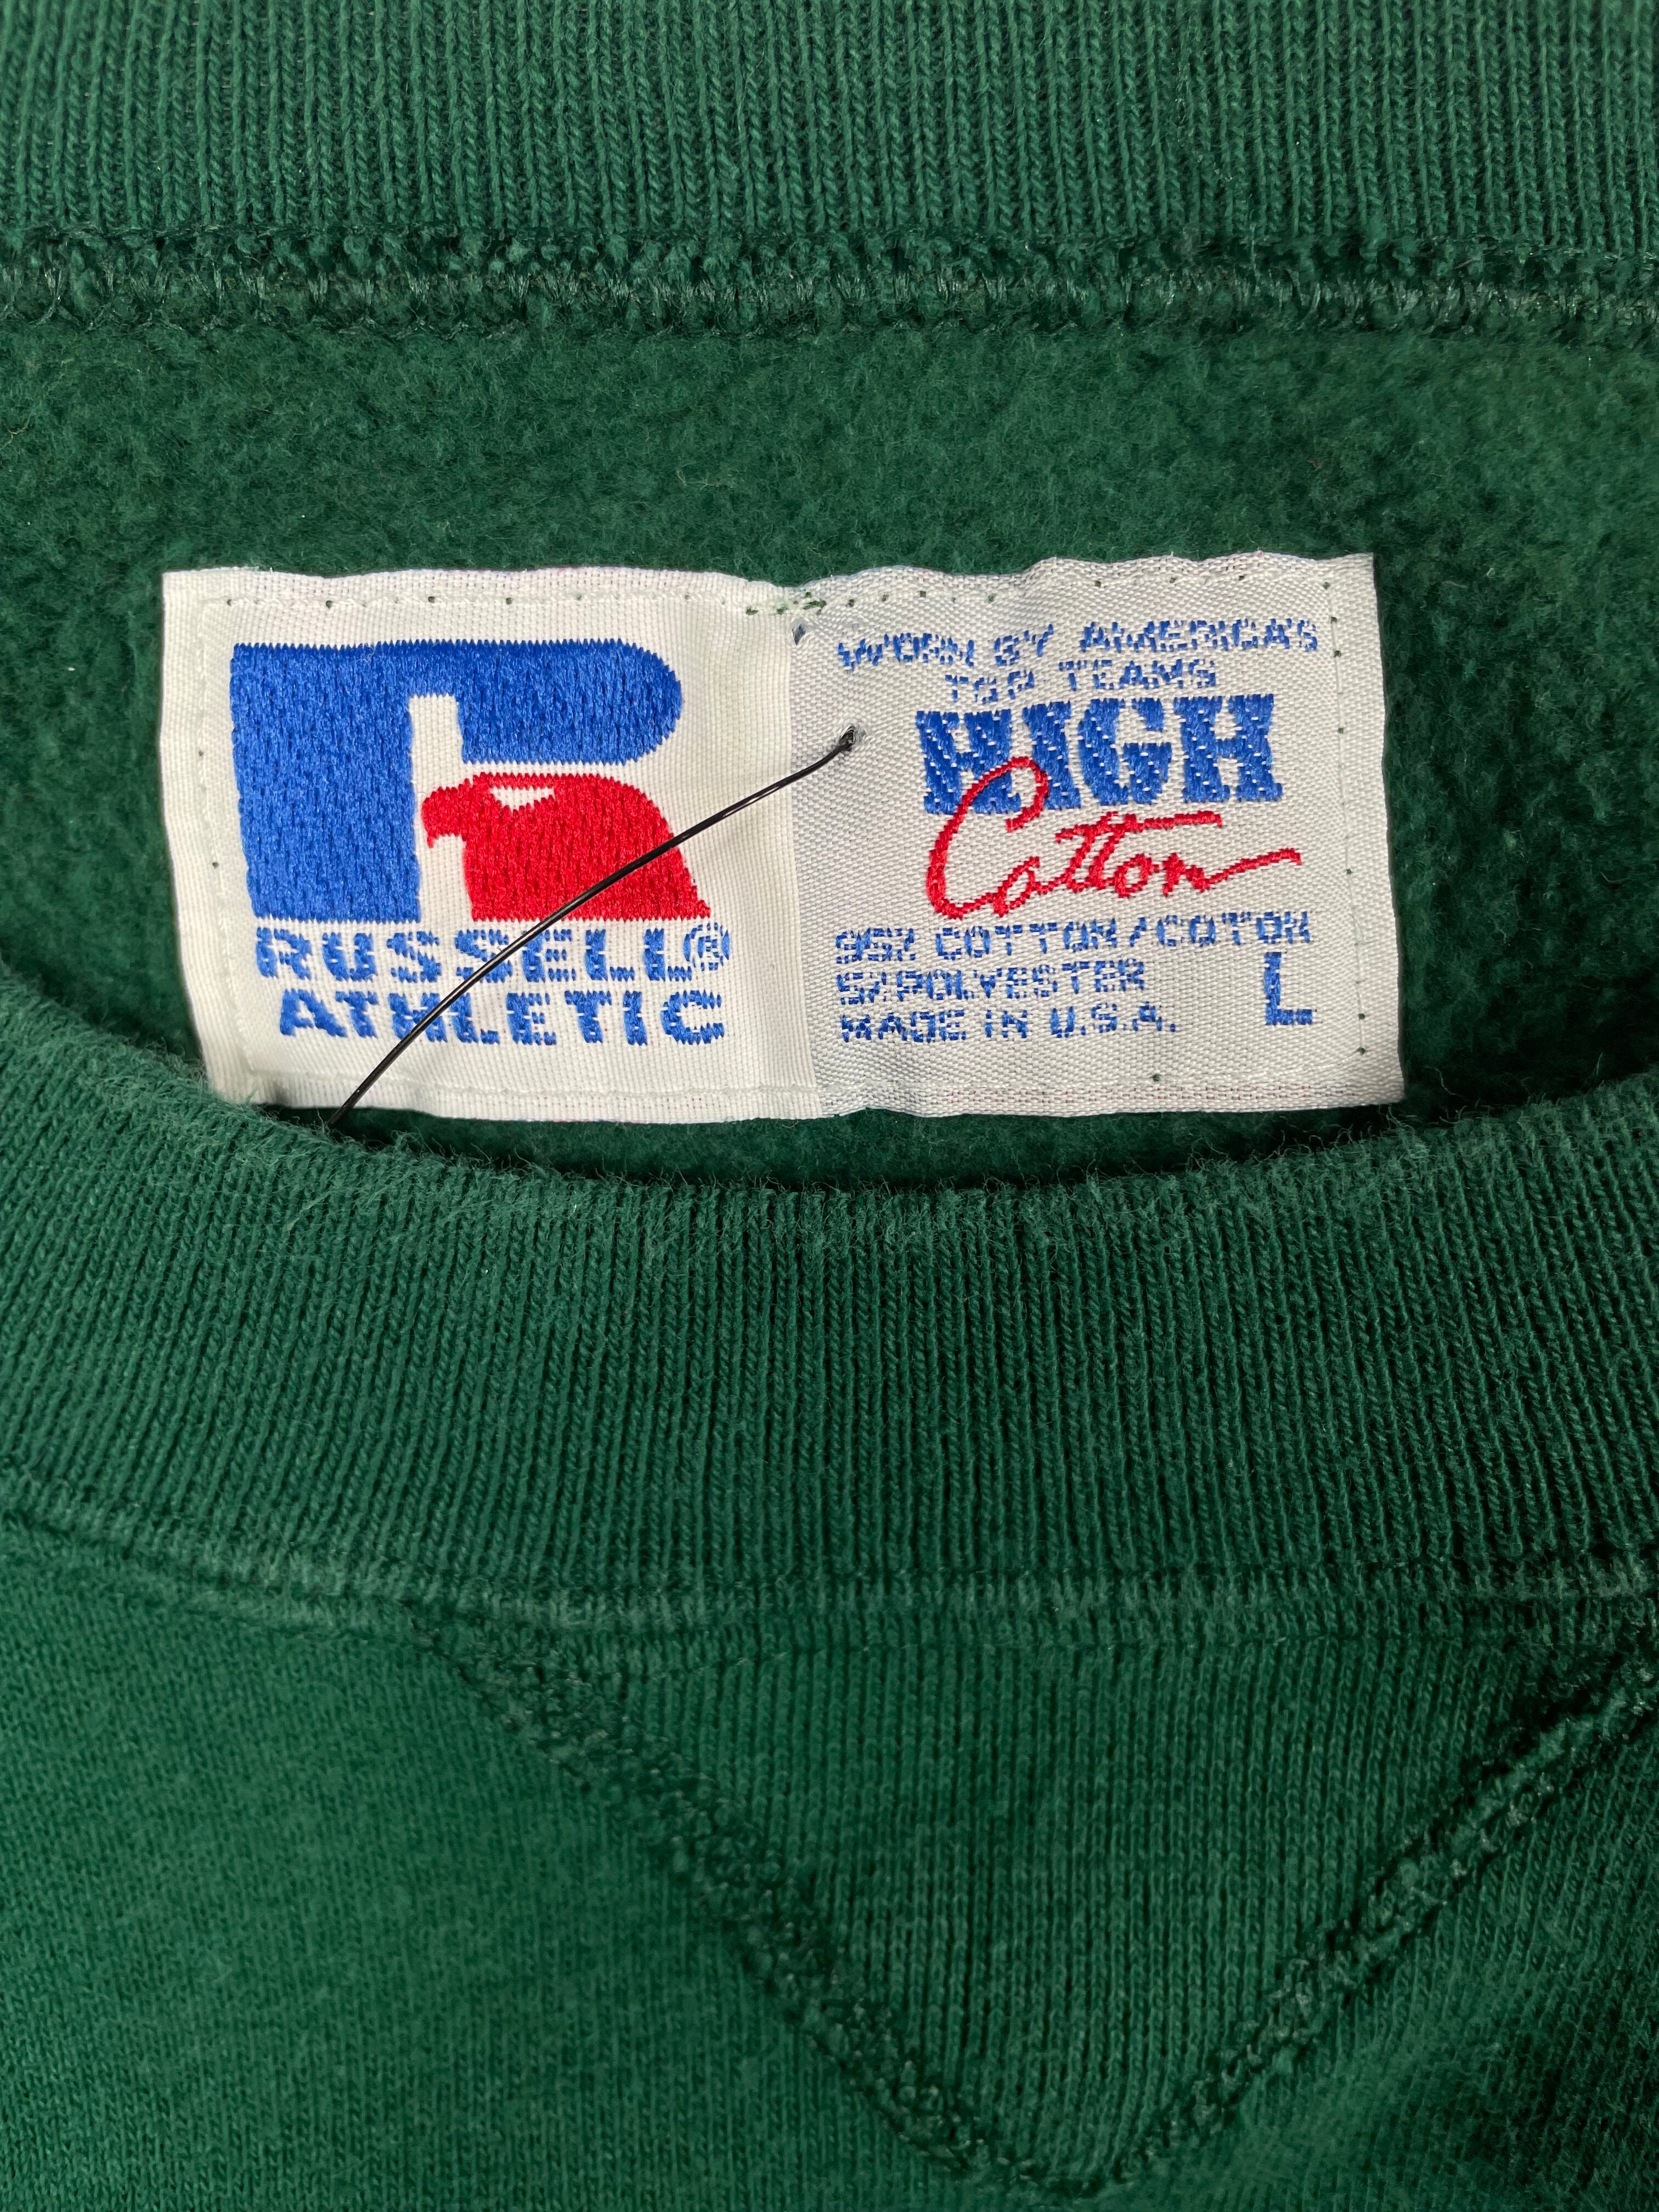 RUSSELL®
ATHLETIC
WORN BY AMERICA'S
TOP TEAMS
HIGH
Cotton
95% COTTON/COTON
5% POLYESTER
MADE IN U.S.A.
L